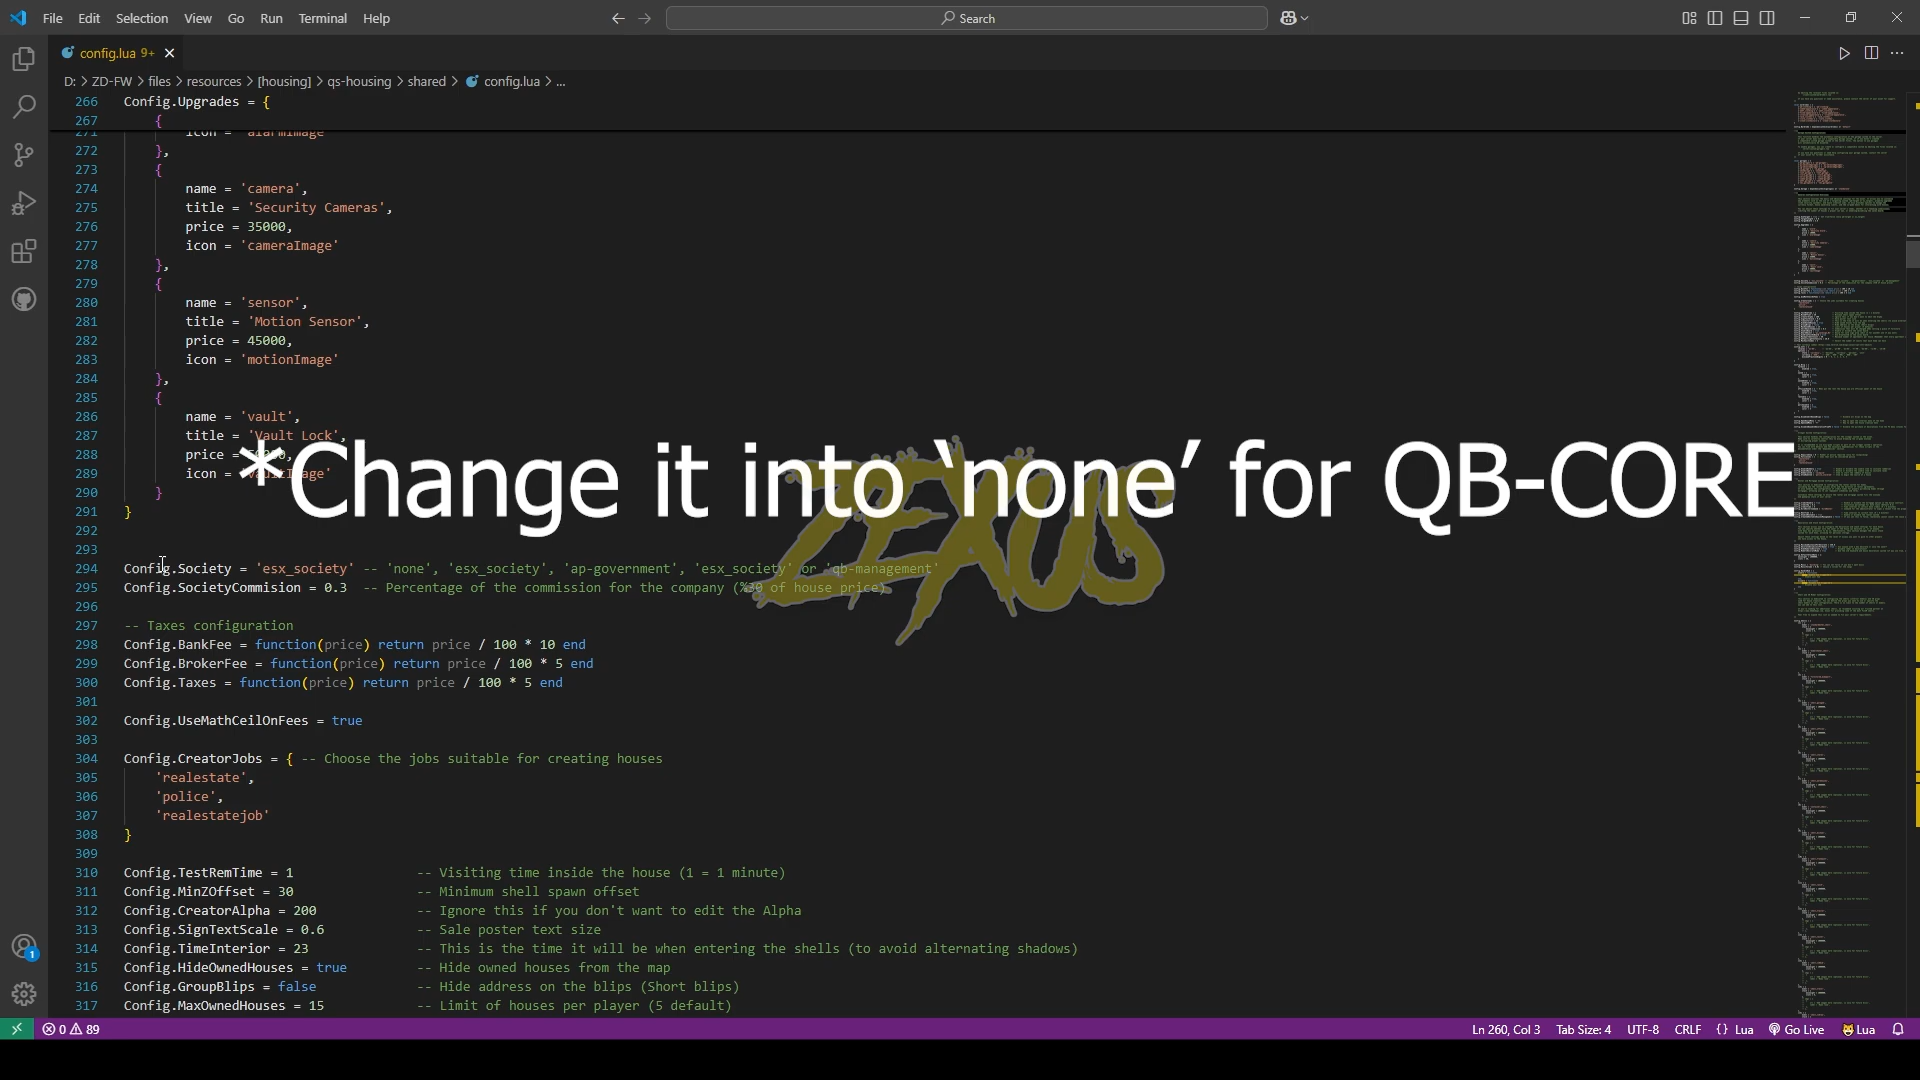 File Edit Selection View Go Run Terminal Help
Search
config.lua 9+
D: > ZD-FW > files > resources > [housing] > qs-housing > shared > config.lua > ...
266 Config.Upgrades = {
267 {
271 icon = 'alarmImage'
272 },
273 {
274 name = 'camera',
275 title = 'Security Cameras',
276 price = 35000,
277 icon = 'cameraImage'
278 },
279 {
280 name = 'sensor',
281 title = 'Motion Sensor',
282 price = 45000,
283 icon = 'motionImage'
284 },
285 {
286 name = 'vault',
287 title = 'Vault Lock',
288 price =
289 icon =
290 }
291 }
*Change it into ‘none’ for QB-CORE
ZEXUS
292
293
294 Config.Society = 'esx_society' -- 'none', 'esx_society', 'ap-government', 'esx_society' or 'qb-management'
295 Config.SocietyCommision = 0.3 -- Percentage of the commission for the company (%30 of house price)
296
297 -- Taxes configuration
298 Config.BankFee = function(price) return price / 100 * 10 end
299 Config.BrokerFee = function(price) return price / 100 * 5 end
300 Config.Taxes = function(price) return price / 100 * 5 end
301
302 Config.UseMathCeilOnFees = true
303
304 Config.CreatorJobs = { -- Choose the jobs suitable for creating houses
305 'realestate',
306 'police',
307 'realestatejob'
308 }
309
310 Config.TestRemTime = 1 -- Visiting time inside the house (1 = 1 minute)
311 Config.MinZOffset = 30 -- Minimum shell spawn offset
312 Config.CreatorAlpha = 200 -- Ignore this if you don't want to edit the Alpha
313 Config.SignTextScale = 0.6 -- Sale poster text size
314 Config.TimeInterior = 23 -- This is the time it will be when entering the shells (to avoid alternating shadows)
315 Config.HideOwnedHouses = true -- Hide owned houses from the map
316 Config.GroupBlips = false -- Hide address on the blips (Short blips)
317 Config.MaxOwnedHouses = 15 -- Limit of houses per player (5 default)
1
0 89 Ln 260, Col 3 Tab Size: 4 UTF-8 CRLF {} Lua Go Live Lua